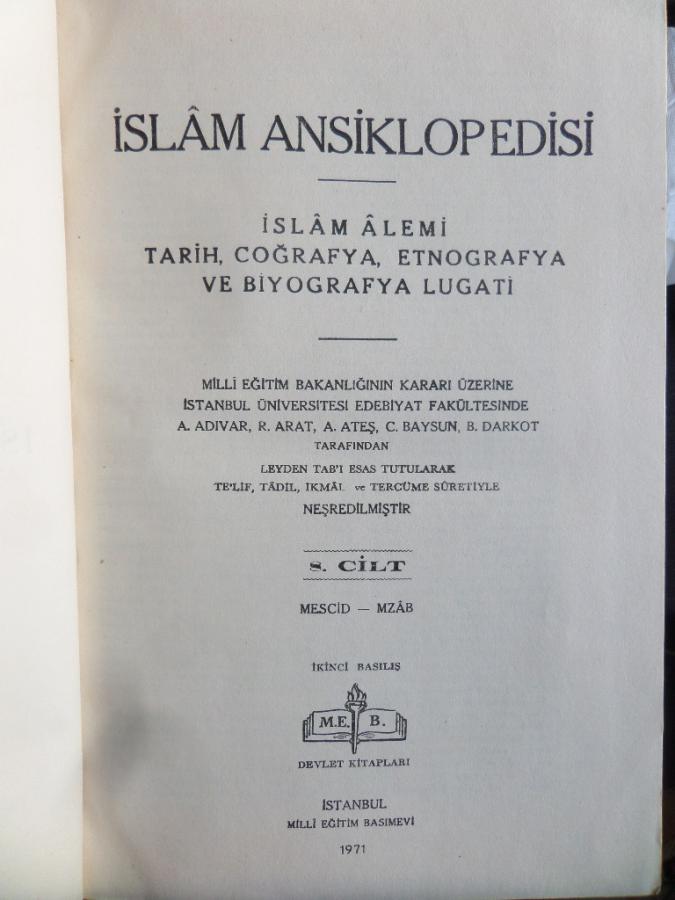 İSLÂM ANSİKLOPEDİSİ
İSLÂM ÂLEMİ
TARİH, COĞRAFYA, ETNOGRAFYA
VE BİYOGRAFYA LUGATİ
MİLLÎ EĞİTİM BAKANLIĞININ KARARI ÜZERİNE
İSTANBUL ÜNİVERSİTESİ EDEBİYAT FAKÜLTESİNDE
A. ADIVAR, R. ARAT, A. ATEŞ, C. BAYSUN, B. DARKOT
TARAFINDAN
LEYDEN TAB'I ESAS TUTULARAK
TE'LİF, TÂDİL, İKMÂL ve TERCÜME SÛRETİYLE
NEŞREDİLMİŞTİR
8. CİLT
MESCİD — MZÂB
İKİNCİ BASILIŞ
M.E. B.
DEVLET KİTAPLARI
İSTANBUL
MİLLÎ EĞİTİM BASIMEVİ
1971